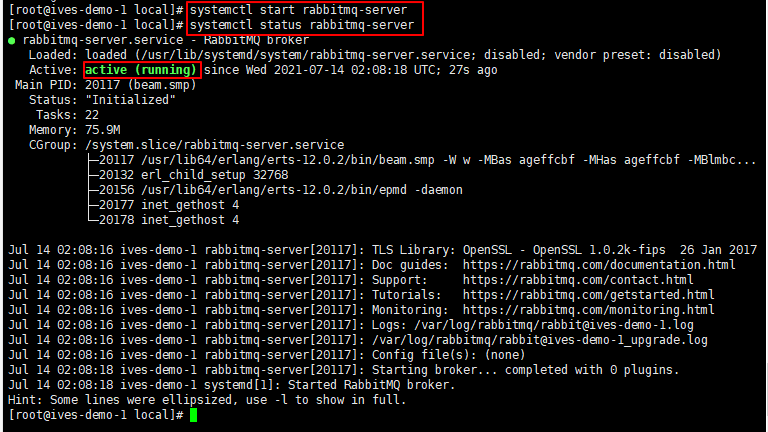 [root@ives-demo-1 local]# systemctl start rabbitmq-server
[root@ives-demo-1 local]# systemctl status rabbitmq-server
● rabbitmq-server.service - RabbitMQ broker
   Loaded: loaded (/usr/lib/systemd/system/rabbitmq-server.service; disabled; vendor preset: disabled)
   Active: active (running) since Wed 2021-07-14 02:08:18 UTC; 27s ago
 Main PID: 20117 (beam.smp)
   Status: "Initialized"
    Tasks: 22
   Memory: 75.9M
   CGroup: /system.slice/rabbitmq-server.service
           ├─20117 /usr/lib64/erlang/erts-12.0.2/bin/beam.smp -W w -MBas ageffcbf -MHas ageffcbf -MBlmbc...
           ├─20132 erl_child_setup 32768
           ├─20156 /usr/lib64/erlang/erts-12.0.2/bin/epmd -daemon
           ├─20177 inet_gethost 4
           └─20178 inet_gethost 4
Jul 14 02:08:16 ives-demo-1 rabbitmq-server[20117]: TLS Library: OpenSSL - OpenSSL 1.0.2k-fips  26 Jan 2017
Jul 14 02:08:16 ives-demo-1 rabbitmq-server[20117]: Doc guides:  https://rabbitmq.com/documentation.html
Jul 14 02:08:16 ives-demo-1 rabbitmq-server[20117]: Support:     https://rabbitmq.com/contact.html
Jul 14 02:08:16 ives-demo-1 rabbitmq-server[20117]: Tutorials:   https://rabbitmq.com/getstarted.html
Jul 14 02:08:16 ives-demo-1 rabbitmq-server[20117]: Monitoring:  https://rabbitmq.com/monitoring.html
Jul 14 02:08:16 ives-demo-1 rabbitmq-server[20117]: Logs: /var/log/rabbitmq/rabbit@ives-demo-1.log
Jul 14 02:08:16 ives-demo-1 rabbitmq-server[20117]: /var/log/rabbitmq/rabbit@ives-demo-1_upgrade.log
Jul 14 02:08:16 ives-demo-1 rabbitmq-server[20117]: Config file(s): (none)
Jul 14 02:08:18 ives-demo-1 rabbitmq-server[20117]: Starting broker... completed with 0 plugins.
Jul 14 02:08:18 ives-demo-1 systemd[1]: Started RabbitMQ broker.
Hint: Some lines were ellipsized, use -l to show in full.
[root@ives-demo-1 local]#